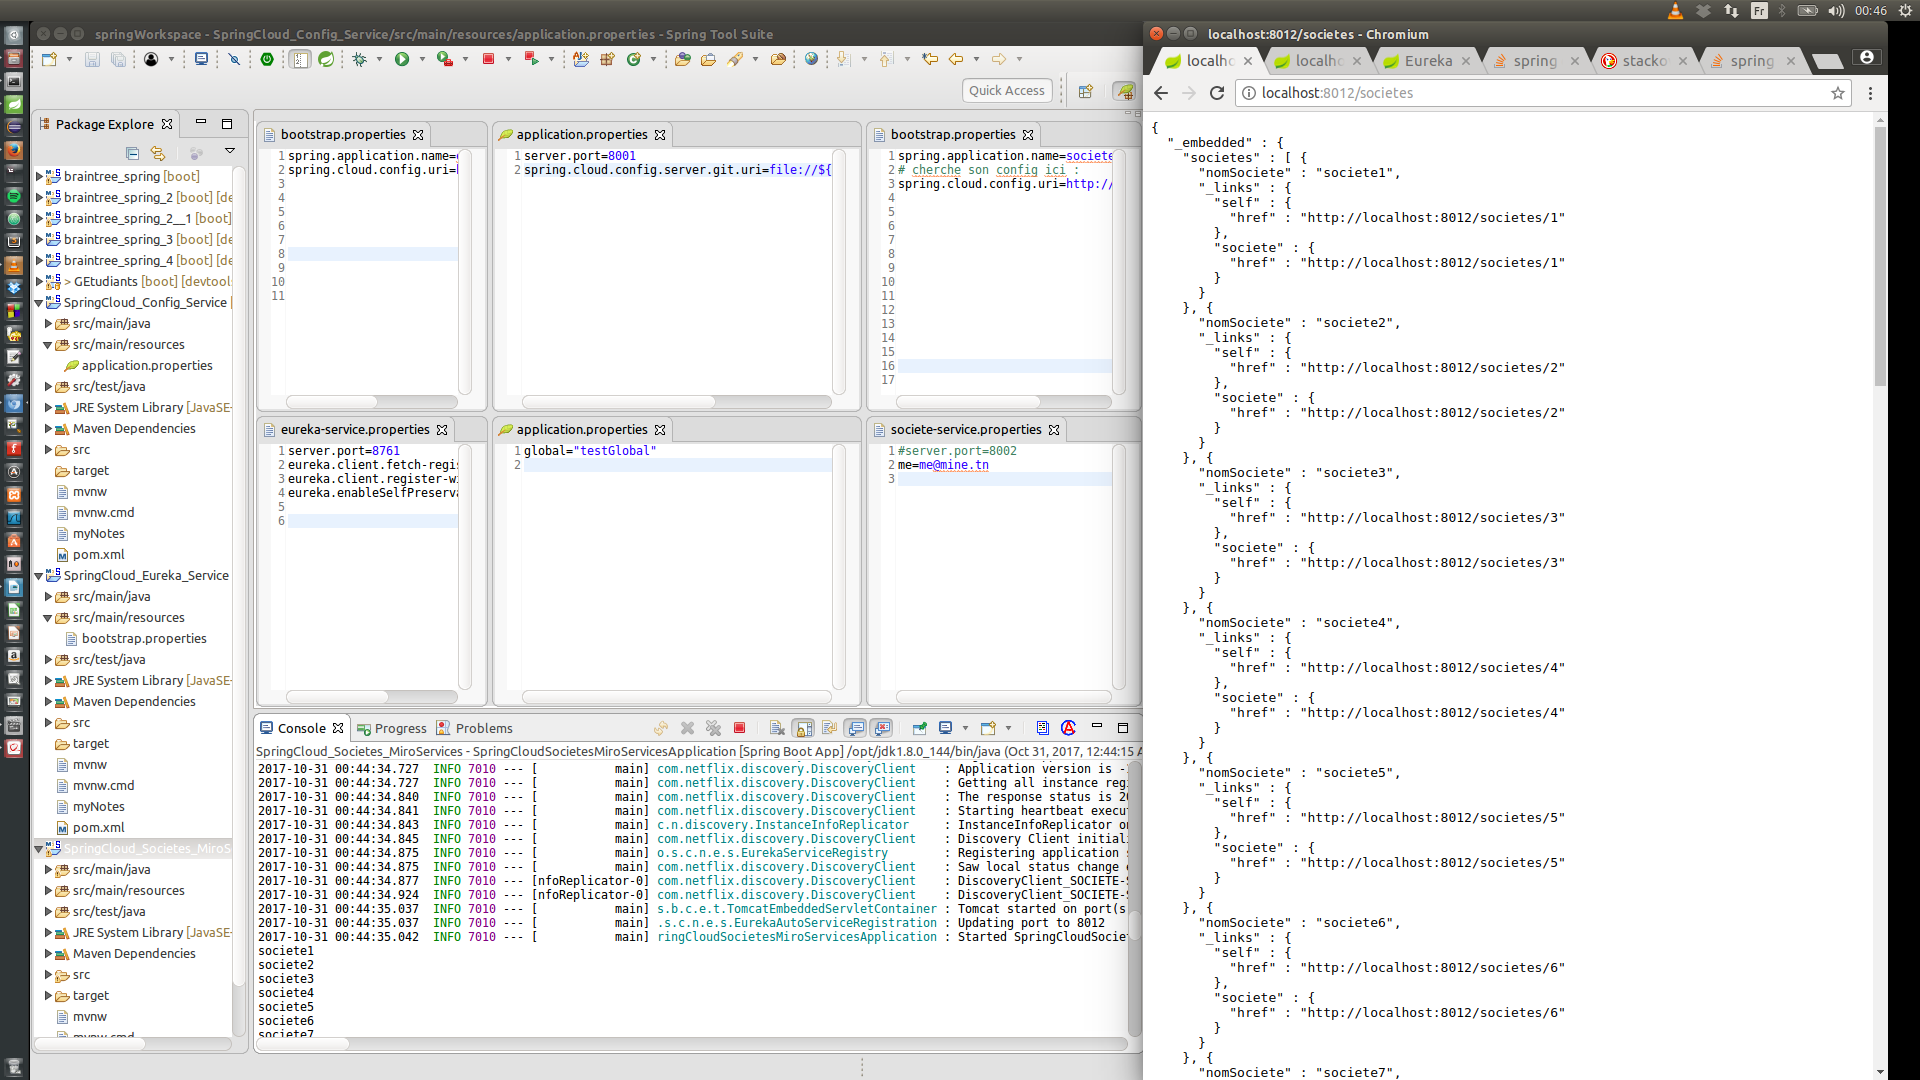 springWorkspace - SpringCloud_Config_Service/src/main/resources/application.properties - Spring Tool Suite
Fr
00:46
Quick Access
Package Explorer
braintree_spring [boot]
braintree_spring_2 [boot] [de
braintree_spring_2__1 [boot]
braintree_spring_3 [boot] [de
braintree_spring_4 [boot] [de
> GEtudiants [boot] [devtool
SpringCloud_Config_Service [
src/main/java
src/main/resources
application.properties
src/test/java
JRE System Library [JavaSE-
Maven Dependencies
src
target
mvnw
mvnw.cmd
myNotes
pom.xml
SpringCloud_Eureka_Service
src/main/java
src/main/resources
bootstrap.properties
src/test/java
JRE System Library [JavaSE-
Maven Dependencies
src
target
mvnw
mvnw.cmd
myNotes
pom.xml
SpringCloud_Societes_MiroS
src/main/java
src/main/resources
src/test/java
JRE System Library [JavaSE-
Maven Dependencies
src
target
mvnw
mvnw.cmd
bootstrap.properties
1 spring.application.name=
2 spring.cloud.config.uri=
3
4
5
6
7
8
9
10
11
application.properties
1 server.port=8001
2 spring.cloud.config.server.git.uri=file://${
bootstrap.properties
1 spring.application.name=societe
2 # cherche son config ici :
3 spring.cloud.config.uri=http://
4
5
6
7
8
9
10
11
12
13
14
15
16
17
eureka-service.properties
1 server.port=8761
2 eureka.client.fetch-regi
3 eureka.client.register-w
4 eureka.enableSelfPreserva
5
6
application.properties
1 global="testGlobal"
2
societe-service.properties
1 #server.port=8002
2 me=me@mine.tn
3
Console
Progress
Problems
SpringCloud_Societes_MiroServices - SpringCloudSocietesMiroServicesApplication [Spring Boot App] /opt/jdk1.8.0_144/bin/java (Oct 31, 2017, 12:44:15 A
2017-10-31 00:44:34.727 INFO 7010 --- [ main] com.netflix.discovery.DiscoveryClient : Application version is -
2017-10-31 00:44:34.727 INFO 7010 --- [ main] com.netflix.discovery.DiscoveryClient : Getting all instance regi
2017-10-31 00:44:34.840 INFO 7010 --- [ main] com.netflix.discovery.DiscoveryClient : The response status is 20
2017-10-31 00:44:34.841 INFO 7010 --- [ main] com.netflix.discovery.DiscoveryClient : Starting heartbeat execut
2017-10-31 00:44:34.843 INFO 7010 --- [ main] c.n.discovery.InstanceInfoReplicator : InstanceInfoReplicator on
2017-10-31 00:44:34.845 INFO 7010 --- [ main] com.netflix.discovery.DiscoveryClient : Discovery Client initiali
2017-10-31 00:44:34.875 INFO 7010 --- [ main] o.s.c.n.e.s.EurekaServiceRegistry : Registering application s
2017-10-31 00:44:34.875 INFO 7010 --- [ main] com.netflix.discovery.DiscoveryClient : Saw local status change e
2017-10-31 00:44:34.877 INFO 7010 --- [nfoReplicator-0] com.netflix.discovery.DiscoveryClient : DiscoveryClient_SOCIETE-S
2017-10-31 00:44:34.924 INFO 7010 --- [nfoReplicator-0] com.netflix.discovery.DiscoveryClient : DiscoveryClient_SOCIETE-S
2017-10-31 00:44:35.037 INFO 7010 --- [ main] s.b.c.e.t.TomcatEmbeddedServletContainer : Tomcat started on port(s
2017-10-31 00:44:35.037 INFO 7010 --- [ main] .s.c.n.e.s.EurekaAutoServiceRegistration : Updating port to 8012
2017-10-31 00:44:35.042 INFO 7010 --- [ main] ringCloudSocietesMiroServicesApplication : Started SpringCloudSociet
societe1
societe2
societe3
societe4
societe5
societe6
societe7
localhost:8012/societes - Chromium
localho
localho
Eureka
spring
stacko
spring
localhost:8012/societes
{
"_embedded" : {
"societes" : [ {
"nomSociete" : "societe1",
"_links" : {
"self" : {
"href" : "http://localhost:8012/societes/1"
},
"societe" : {
"href" : "http://localhost:8012/societes/1"
}
}
}, {
"nomSociete" : "societe2",
"_links" : {
"self" : {
"href" : "http://localhost:8012/societes/2"
},
"societe" : {
"href" : "http://localhost:8012/societes/2"
}
}
}, {
"nomSociete" : "societe3",
"_links" : {
"self" : {
"href" : "http://localhost:8012/societes/3"
},
"societe" : {
"href" : "http://localhost:8012/societes/3"
}
}
}, {
"nomSociete" : "societe4",
"_links" : {
"self" : {
"href" : "http://localhost:8012/societes/4"
},
"societe" : {
"href" : "http://localhost:8012/societes/4"
}
}
}, {
"nomSociete" : "societe5",
"_links" : {
"self" : {
"href" : "http://localhost:8012/societes/5"
},
"societe" : {
"href" : "http://localhost:8012/societes/5"
}
}
}, {
"nomSociete" : "societe6",
"_links" : {
"self" : {
"href" : "http://localhost:8012/societes/6"
},
"societe" : {
"href" : "http://localhost:8012/societes/6"
}
}
}, {
"nomSociete" : "societe7",